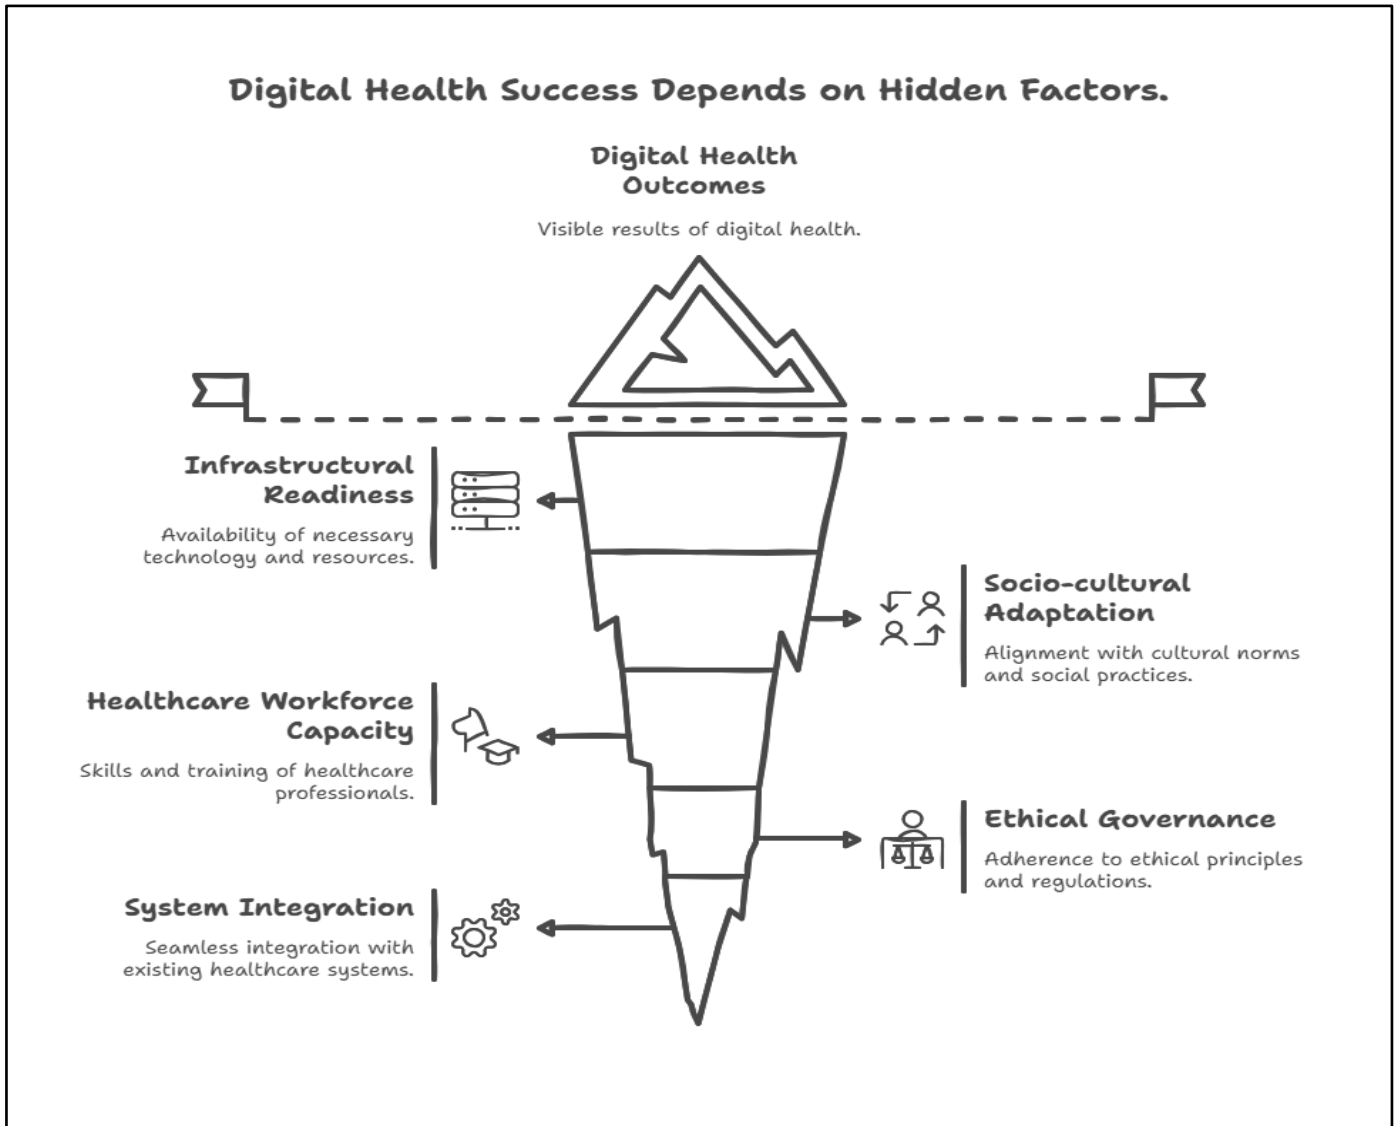 Digital Health Success Depends on Hidden Factors.
Digital Health
Outcomes
Visible results of digital health.
Infrastructural
Readiness
Availability of necessary
technology and resources.
Socio-cultural
Adaptation
Alignment with cultural norms
and social practices.
Healthcare Workforce
Capacity
Skills and training of healthcare
professionals.
Ethical Governance
Adherence to ethical principles
and regulations.
System Integration
Seamless integration with
existing healthcare systems.